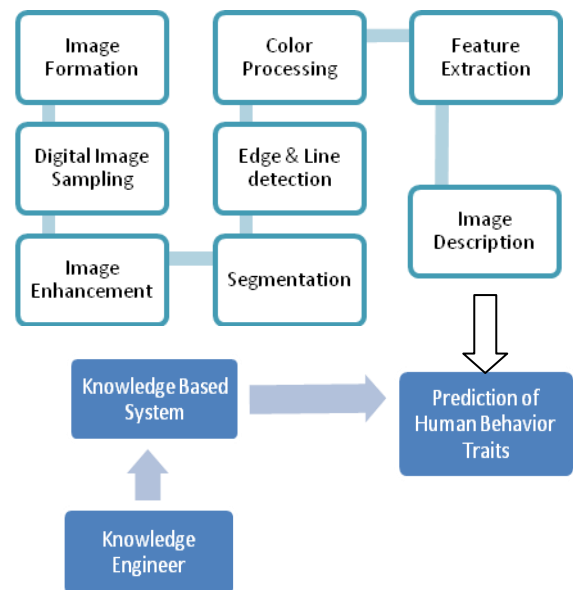 Image
Formation
Digital Image
Sampling
Image
Enhancement
Segmentation
Edge & Line
detection
Color
Processing
Feature
Extraction
Image
Description
Knowledge Based
System
Knowledge
Engineer
Prediction of
Human Behavior
Traits